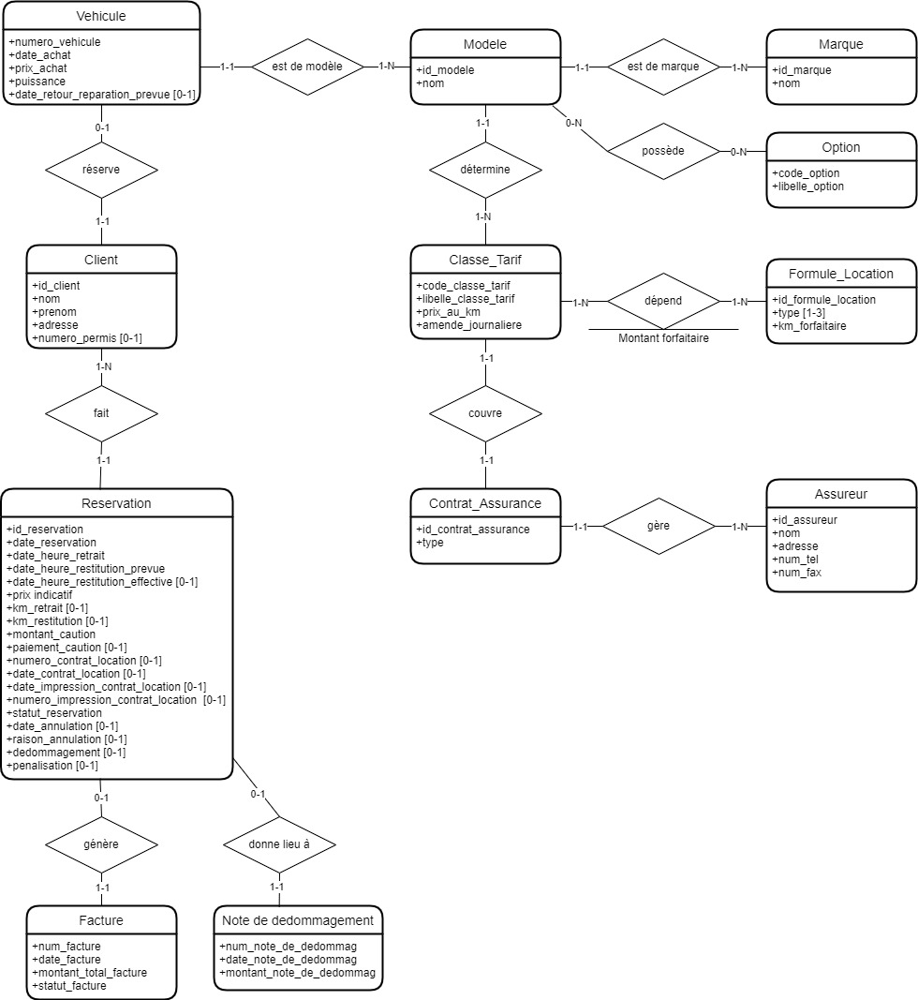 Vehicule
+numero_vehicule
+date_achat
+prix_achat
+puissance
+date_retour_reparation_prevue [0-1]
1-1
est de modèle
1-N
Modele
+id_modele
+nom
1-1
est de marque
1-N
Marque
+id_marque
+nom
0-1
réserve
1-1
1-1
détermine
1-N
0-N
possède
0-N
Option
+code_option
+libelle_option
Client
+id_client
+nom
+prenom
+adresse
+numero_permis [0-1]
Classe_Tarif
+code_classe_tarif
+libelle_classe_tarif
+prix_au_km
+amende_journaliere
1-N
dépend
1-N
Montant forfaitaire
Formule_Location
+id_formule_location
+type [1-3]
+km_forfaitaire
1-N
fait
1-1
1-1
couvre
1-1
Reservation
+id_reservation
+date_reservation
+date_heure_retrait
+date_heure_restitution_prevue
+date_heure_restitution_effective [0-1]
+prix indicatif
+km_retrait [0-1]
+km_restitution [0-1]
+montant_caution
+paiement_caution [0-1]
+numero_contrat_location [0-1]
+date_contrat_location [0-1]
+date_impression_contrat_location [0-1]
+numero_impression_contrat_location [0-1]
+statut_reservation
+date_annulation [0-1]
+raison_annulation [0-1]
+dedommagement [0-1]
+penalisation [0-1]
Contrat_Assurance
+id_contrat_assurance
+type
1-1
gère
1-N
Assureur
+id_assureur
+nom
+adresse
+num_tel
+num_fax
0-1
génère
1-1
0-1
donne lieu à
1-1
Facture
+num_facture
+date_facture
+montant_total_facture
+statut_facture
Note de dedommagement
+num_note_de_dedommag
+date_note_de_dedommag
+montant_note_de_dedommag